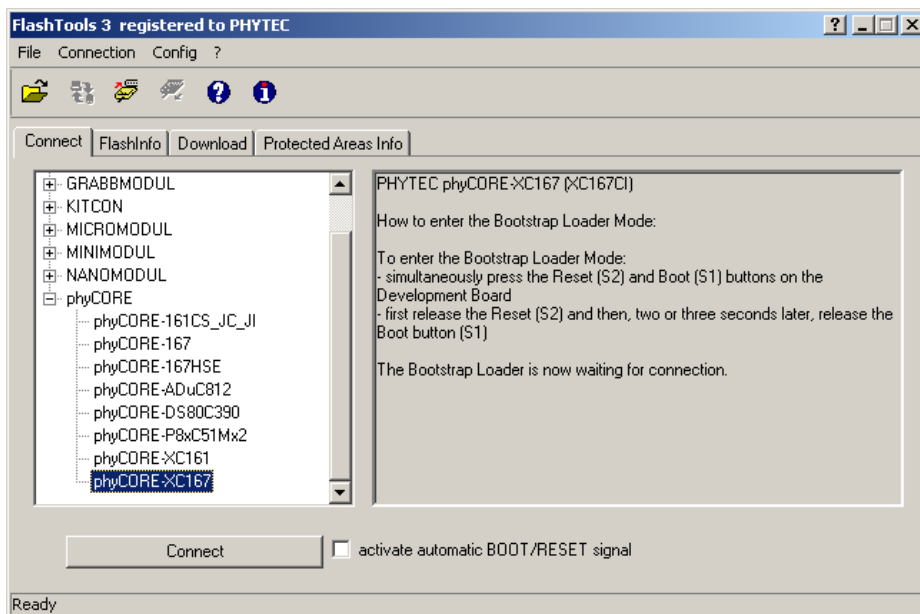 FlashTools 3 registered to PHYTEC
File Connection Config ?
Connect FlashInfo Download Protected Areas Info
GRABBMODUL
KITCON
MICROMODUL
MINIMODUL
NANOMODUL
phyCORE
phyCORE-161CS_JC_JI
phyCORE-167
phyCORE-167HSE
phyCORE-ADuC812
phyCORE-DS80C390
phyCORE-P8xC51Mx2
phyCORE-XC161
phyCORE-XC167
PHYTEC phyCORE-XC167 (XC167CI)
How to enter the Bootstrap Loader Mode:
To enter the Bootstrap Loader Mode:
- simultaneously press the Reset (S2) and Boot (S1) buttons on the
Development Board
- first release the Reset (S2) and then, two or three seconds later, release the
Boot button (S1)
The Bootstrap Loader is now waiting for connection.
Connect
activate automatic BOOT/RESET signal
Ready